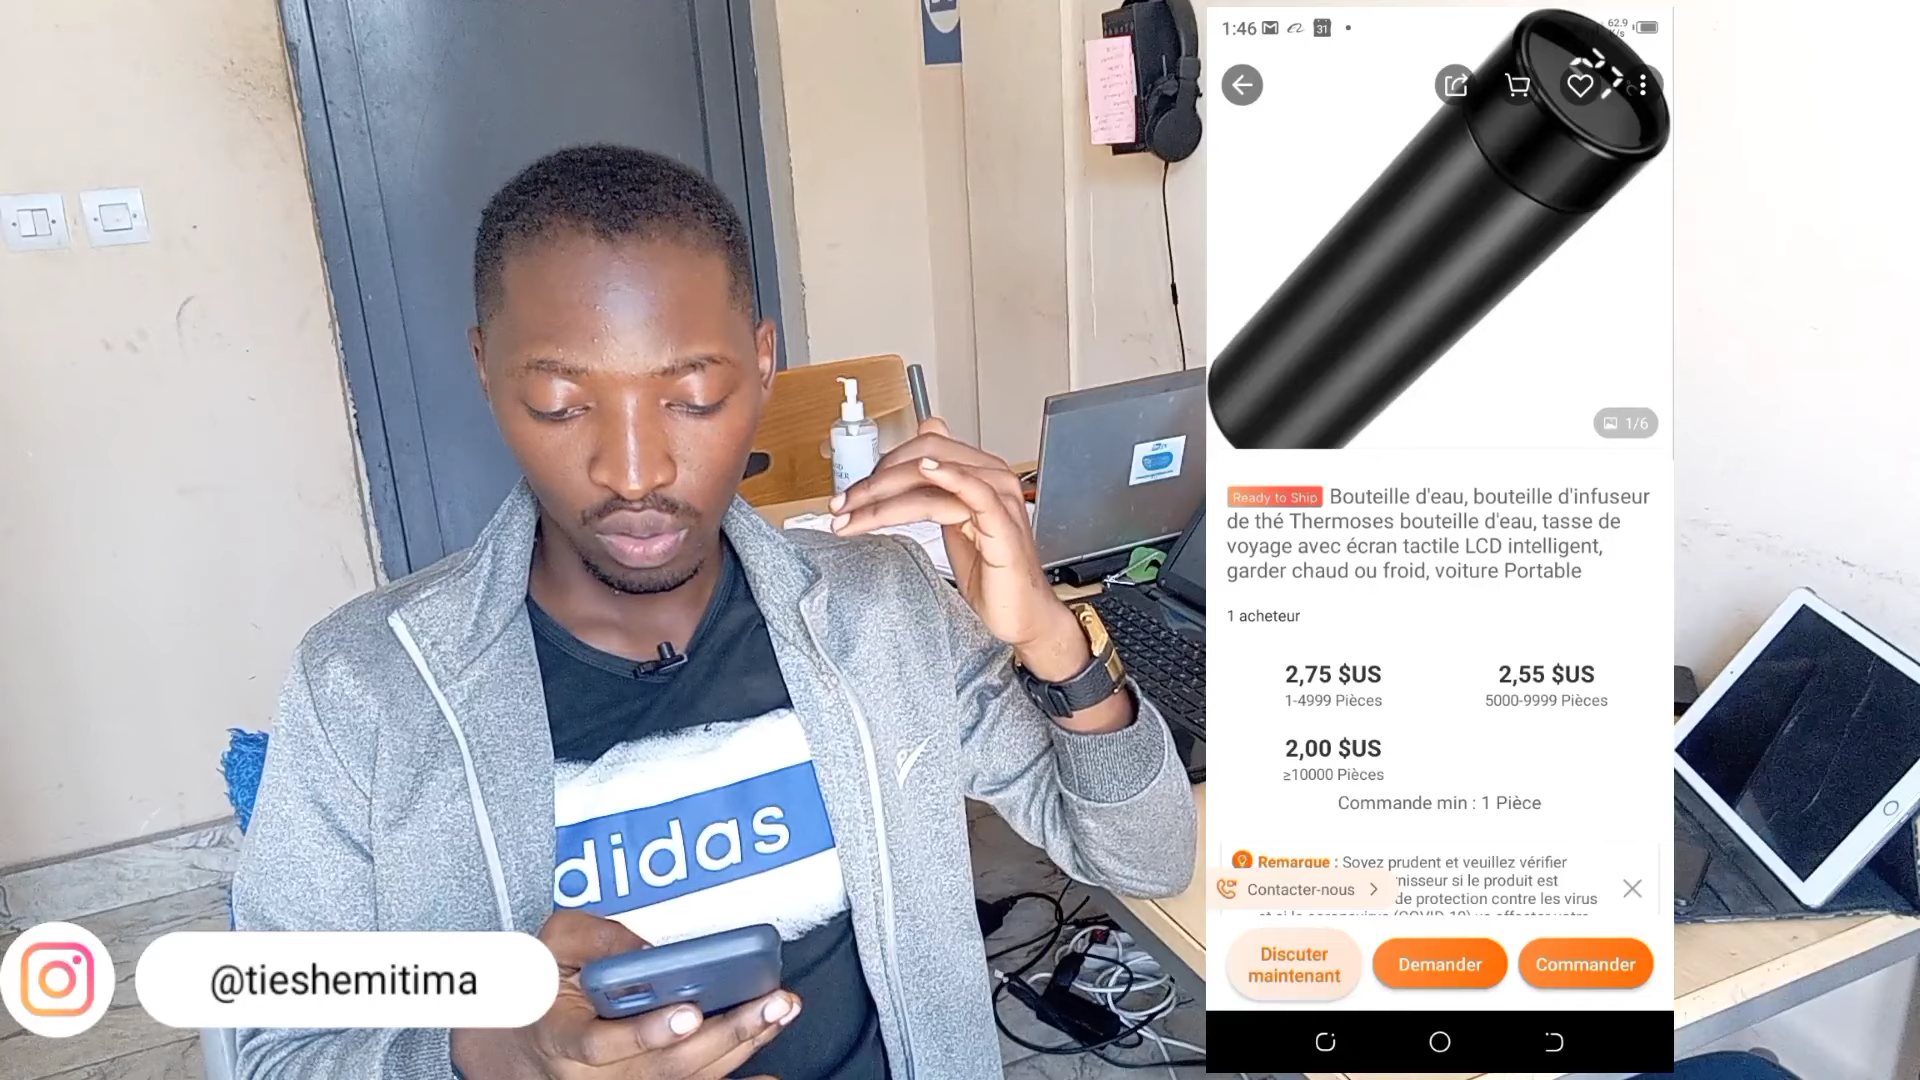 1:46
31
62.9
K/s
1/6
Ready to Ship Bouteille d'eau, bouteille d'infuseur
de thé Thermoses bouteille d'eau, tasse de
voyage avec écran tactile LCD intelligent,
garder chaud ou froid, voiture Portable
1 acheteur
2,75 $US
1-4999 Pièces
2,55 $US
5000-9999 Pièces
2,00 $US
≥10000 Pièces
Commande min : 1 Pièce
Remarque : Soyez prudent et veuillez vérifier
Contacter-nous
si le produit est
de protection contre les virus
Discuter
maintenant
Demander
Commander
didas
@tieshemitima